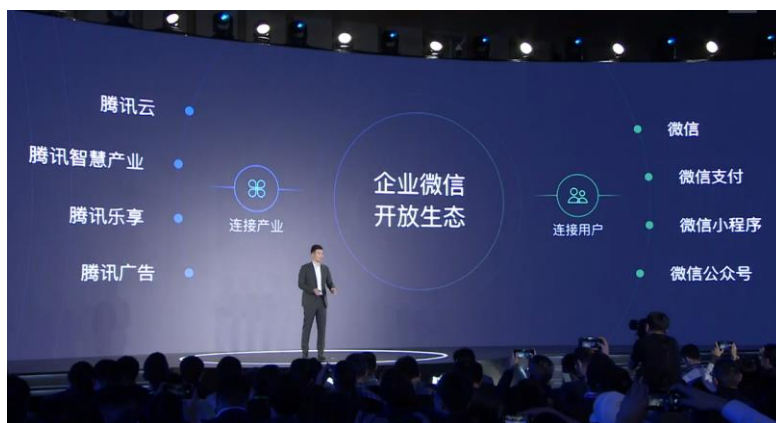 腾讯云
腾讯智慧产业
腾讯乐享
腾讯广告
连接产业
企业微信
开放生态
连接用户
微信
微信支付
微信小程序
微信公众号